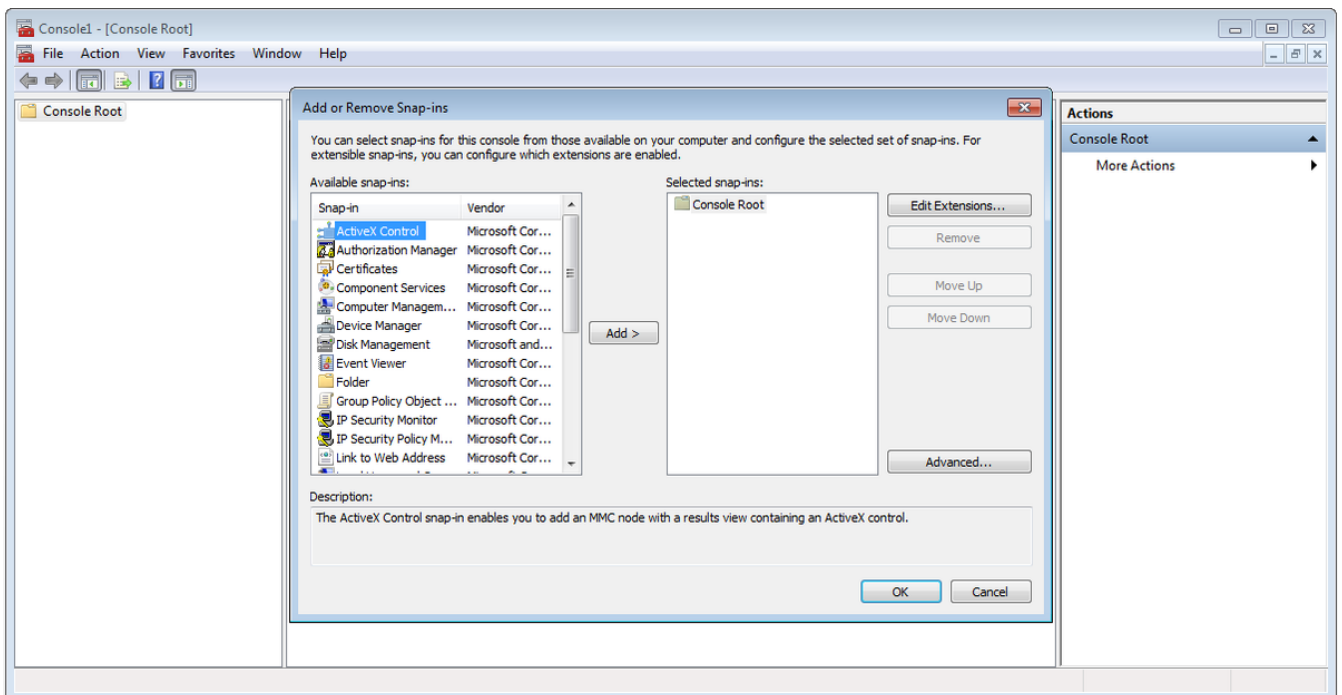 Console1 - [Console Root]
File Action View Favorites Window Help
Console Root
Add or Remove Snap-ins
You can select snap-ins for this console from those available on your computer and configure the selected set of snap-ins. For
extensible snap-ins, you can configure which extensions are enabled.
Available snap-ins:
Snap-in Vendor
ActiveX Control Microsoft Cor...
Authorization Manager Microsoft Cor...
Certificates Microsoft Cor...
Component Services Microsoft Cor...
Computer Managem... Microsoft Cor...
Device Manager Microsoft Cor...
Disk Management Microsoft and...
Event Viewer Microsoft Cor...
Folder Microsoft Cor...
Group Policy Object ... Microsoft Cor...
IP Security Monitor Microsoft Cor...
IP Security Policy M... Microsoft Cor...
Link to Web Address Microsoft Cor...
Add >
Selected snap-ins:
Console Root
Edit Extensions...
Remove
Move Up
Move Down
Advanced...
Description:
The ActiveX Control snap-in enables you to add an MMC node with a results view containing an ActiveX control.
OK Cancel
Actions
Console Root
More Actions